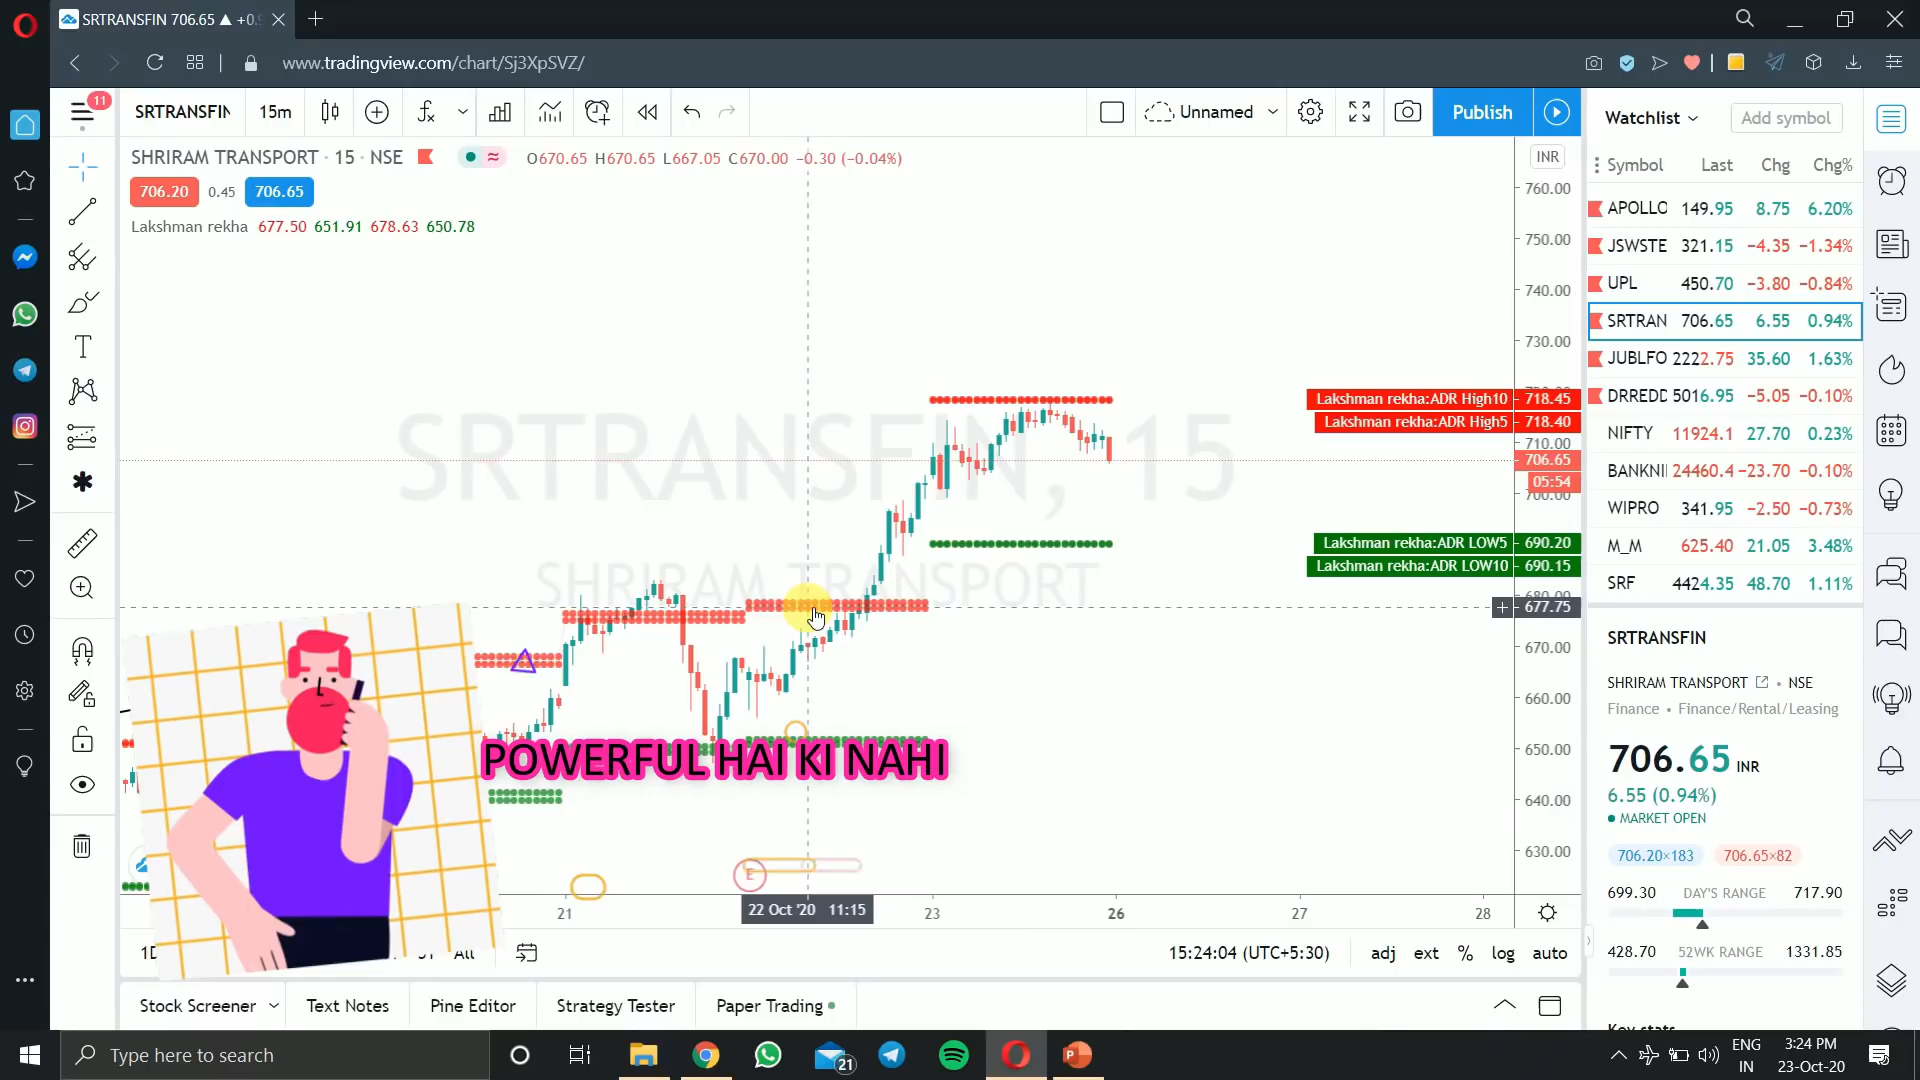 SRTRANSFIN 706.65 ▲ +0.9
www.tradingview.com/chart/Sj3XpSVZ/
11
SRTRANSFIN
15m
Unnamed
Publish
Watchlist
Add symbol
SHRIRAM TRANSPORT · 15 · NSE
O670.65 H670.65 L667.05 C670.00 −0.30 (−0.04%)
706.20 0.45 706.65
Lakshman rekha 677.50 651.91 678.63 650.78
INR
760.00
750.00
740.00
730.00
Lakshman rekha:ADR High10 718.45
Lakshman rekha:ADR High5 718.40
710.00
706.65
05:54
700.00
Lakshman rekha:ADR LOW5 690.20
Lakshman rekha:ADR LOW10 690.15
680.00
677.75
670.00
660.00
650.00
640.00
630.00
SRTRANSFIN, 15
SHRIRAM TRANSPORT
POWERFUL HAI KI NAHI
E
21
22 Oct '20 11:15
23
26
27
28
All
15:24:04 (UTC+5:30)
adj
ext
%
log
auto
Stock Screener
Text Notes
Pine Editor
Strategy Tester
Paper Trading
Symbol Last Chg Chg%
APOLLO 149.95 8.75 6.20%
JSWSTE 321.15 −4.35 −1.34%
UPL 450.70 −3.80 −0.84%
SRTRAN 706.65 6.55 0.94%
JUBLFO 2222.75 35.60 1.63%
DRREDD 5016.95 −5.05 −0.10%
NIFTY 11924.1 27.70 0.23%
BANKNI 24460.4 −23.70 −0.10%
WIPRO 341.95 −2.50 −0.73%
M_M 625.40 21.05 3.48%
SRF 4424.35 48.70 1.11%
SRTRANSFIN
SHRIRAM TRANSPORT • NSE
Finance • Finance/Rental/Leasing
706.65 INR
6.55 (0.94%)
MARKET OPEN
706.20×183 706.65×82
699.30 DAY'S RANGE 717.90
428.70 52WK RANGE 1331.85
Key stats
Type here to search
21
ENG
IN
3:24 PM
23-Oct-20